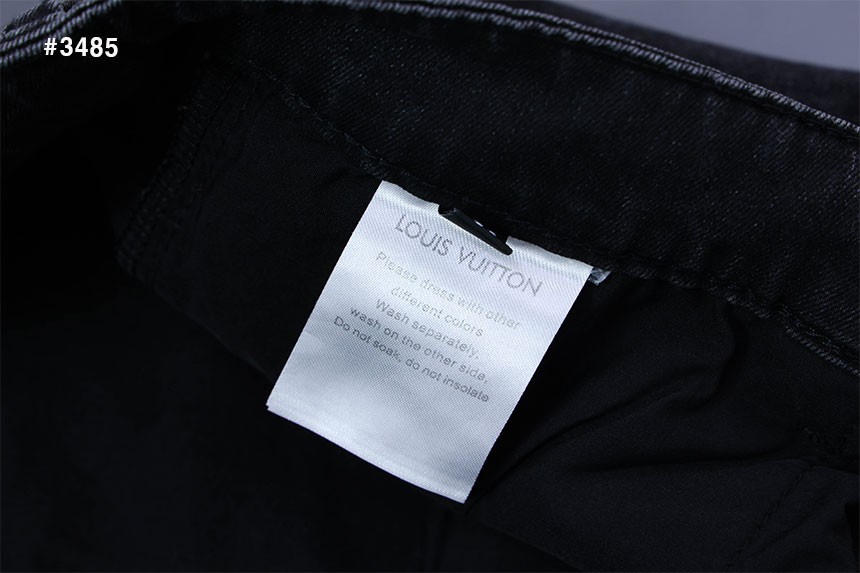 #3485
LOUIS VUITTON
Please dress with other
different colors
Wash separately,
wash on the other side,
Do not soak, do not insolate